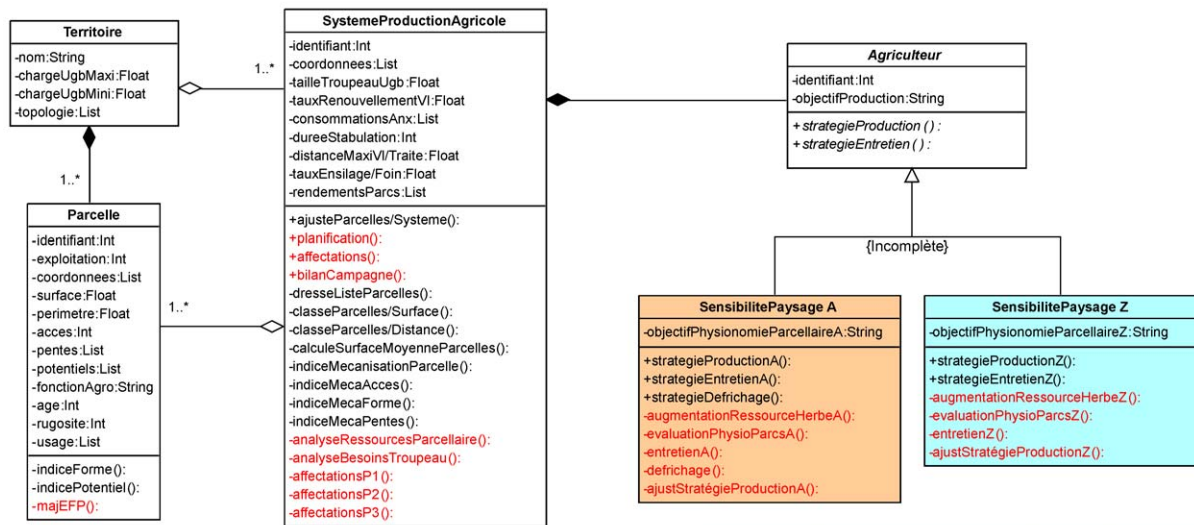 Territoire
-nom:String
-chargeUgbMaxi:Float
-chargeUgbMini:Float
-topologie:List
1..*
1..*
Parcelle
-identifiant:Int
-exploitation:Int
-coordonnees:List
-surface:Float
-perimetre:Float
-acces:Int
-pentes:List
-potentiels:List
-fonctionAgro:String
-age:Int
-rugosite:Int
-usage:List
-indiceForme():
-indicePotentiel():
-majEFP():
1..*
SystemeProductionAgricole
-identifiant:Int
-coordonnees:List
-tailleTroupeauUgb:Float
-tauxRenouvellementVl:Float
-consommationsAnx:List
-dureeStabulation:Int
-distanceMaxiVl/Traite:Float
-tauxEnsilage/Foin:Float
-rendementsParcs:List
+ajusteParcelles/Systeme():
+planification():
+affectations():
+bilanCampagne():
-dresseListeParcelles():
-classeParcelles/Surface():
-classeParcelles/Distance():
-calculeSurfaceMoyenneParcelles():
-indiceMecanisationParcelle():
-indiceMecaAcces():
-indiceMecaForme():
-indiceMecaPentes():
-analyseRessourcesParcellaire():
-analyseBesoinsTroupeau():
-affectationsP1():
-affectationsP2():
-affectationsP3():
Agriculteur
-identifiant:Int
-objectifProduction:String
+strategieProduction():
+strategieEntretien():
{Incomplète}
SensibilitePaysage A
-objectifPhysionomieParcellaireA:String
+strategieProductionA():
+strategieEntretienA():
+strategieDefrichage():
-augmentationRessourceHerbeA():
-evaluationPhysioParcsA():
-entretienA():
-defrichage():
-ajustStratégieProductionA():
SensibilitePaysage Z
-objectifPhysionomieParcellaireZ:String
+strategieProductionZ():
+strategieEntretienZ():
-augmentationRessourceHerbeZ():
-evaluationPhysioParcsZ():
-entretienZ():
-ajustStratégieProductionZ():